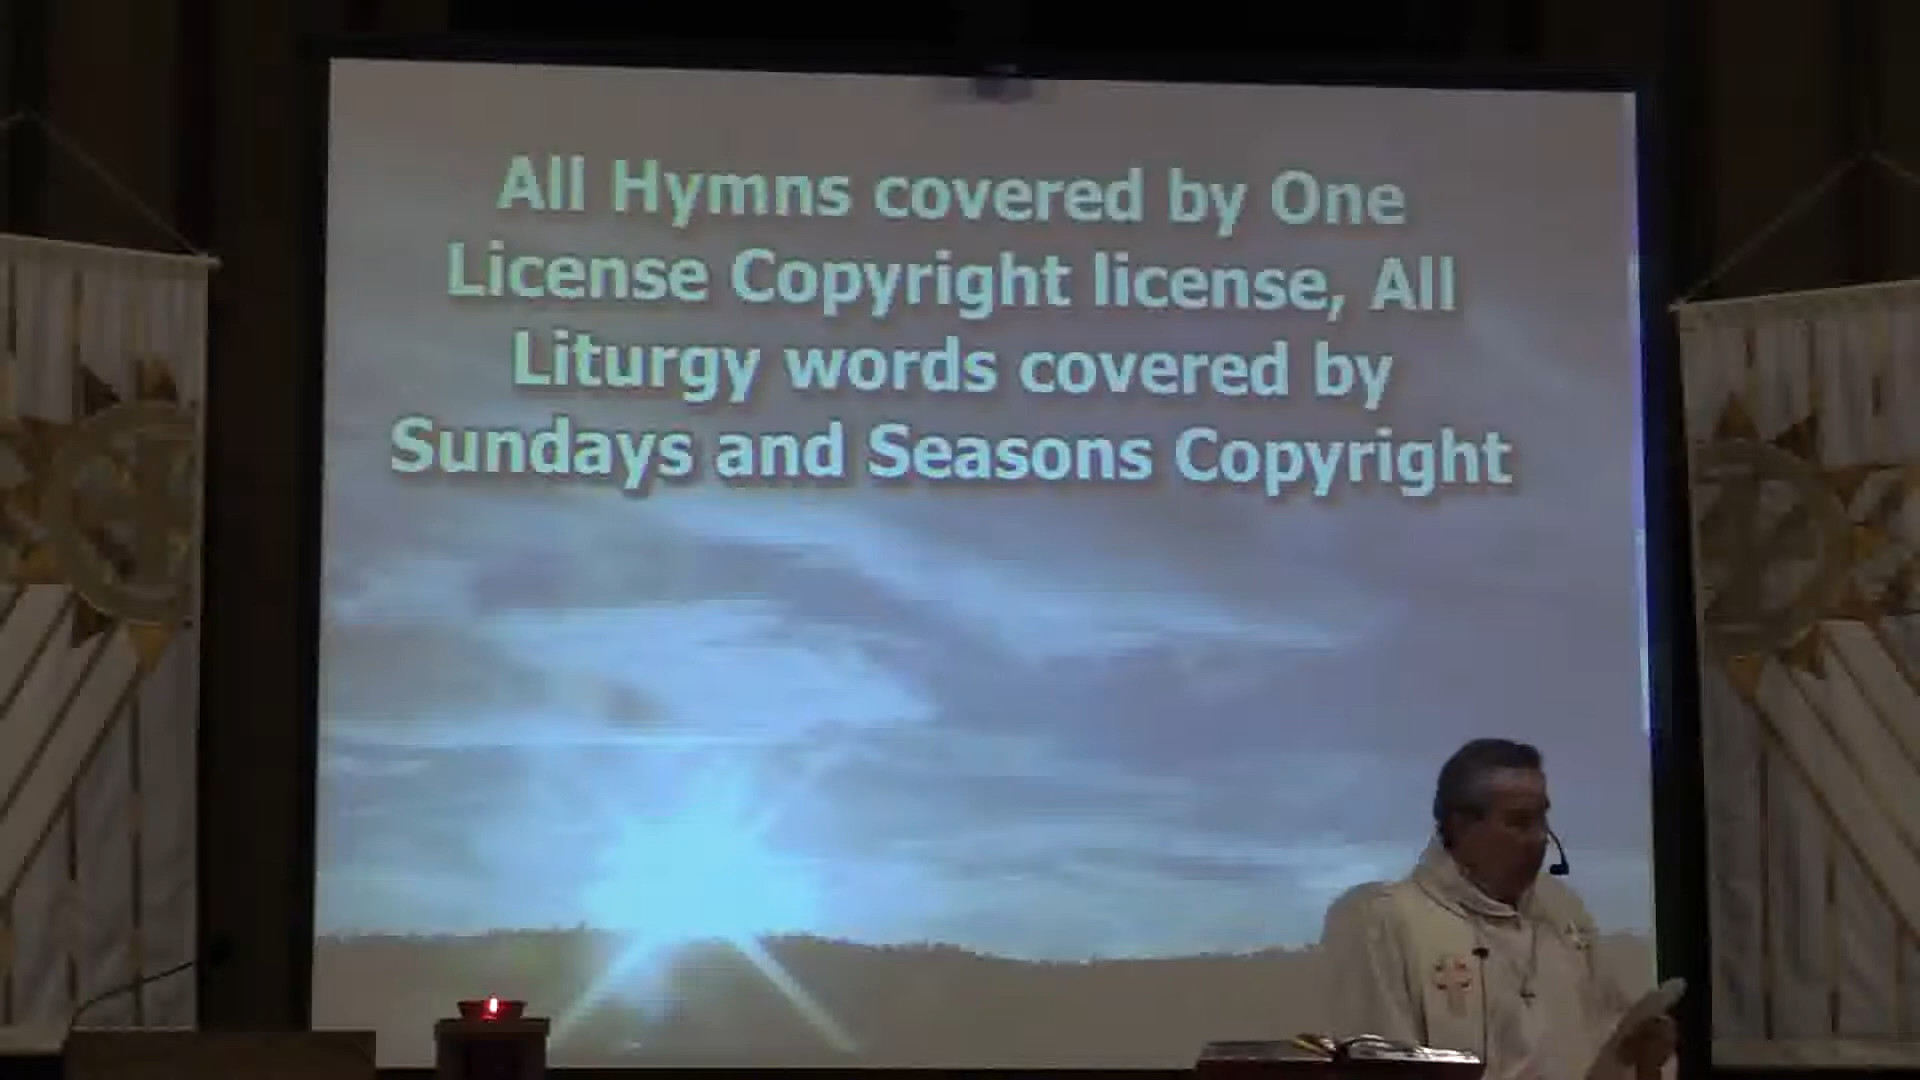 All Hymns covered by One
License Copyright license, All
Liturgy words covered by
Sundays and Seasons Copyright